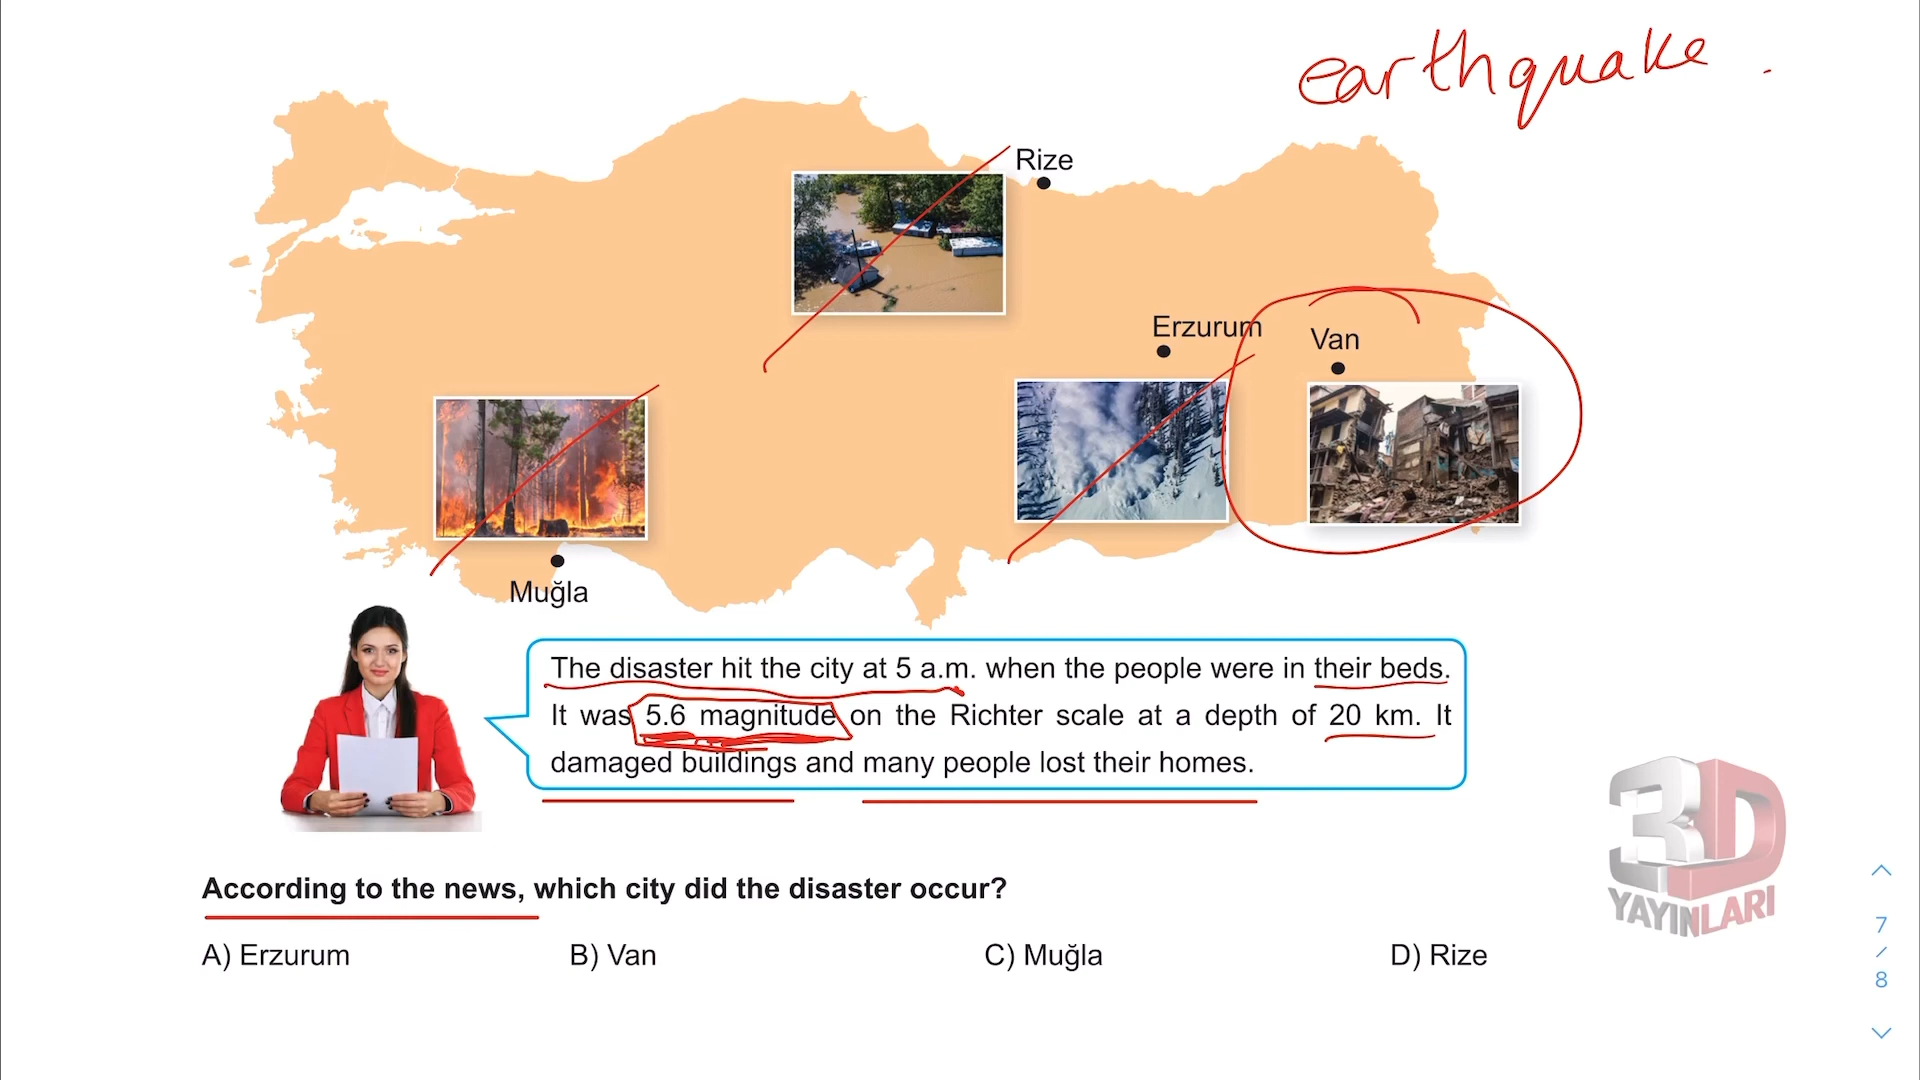 earthquake
Rize
Erzurum
Van
Muğla
The disaster hit the city at 5 a.m. when the people were in their beds.
It was 5.6 magnitude on the Richter scale at a depth of 20 km. It
damaged buildings and many people lost their homes.
3D
YAYINLARI
According to the news, which city did the disaster occur?
A) Erzurum
B) Van
C) Muğla
D) Rize
7
/
8